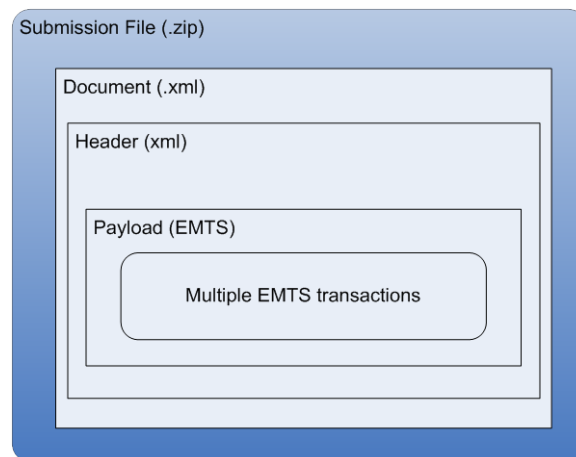 Submission File (.zip)
Document (.xml)
Header (xml)
Payload (EMTS)
Multiple EMTS transactions